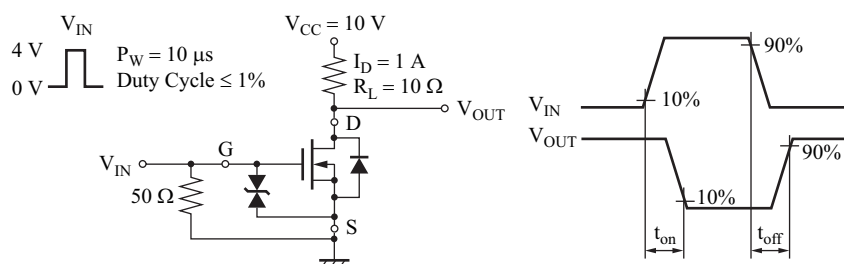 V_IN
4 V
0 V
P_W = 10 μs
Duty Cycle ≤ 1%
V_CC = 10 V
I_D = 1 A
R_L = 10 Ω
V_OUT
D
G
V_IN
50 Ω
S
90%
V_IN
10%
V_OUT
90%
10%
t_on
t_off